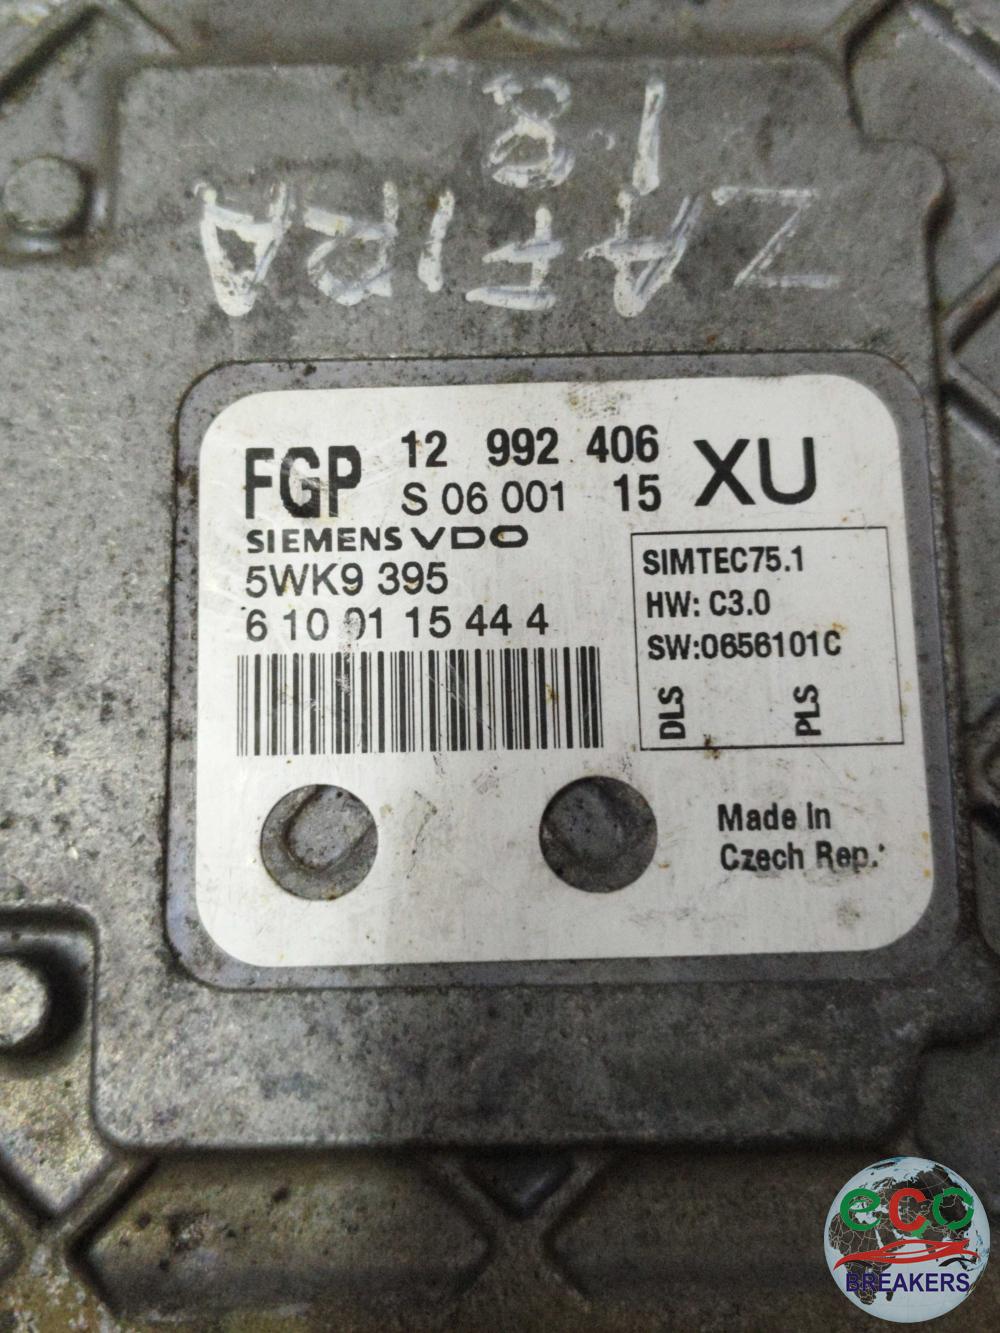 ZAFIRA
1.8
FGP 12 992 406 XU
S 06 001 15
SIEMENS VDO
5WK9 395
6 10 01 15 44 4
SIMTEC75.1
HW: C3.0
SW:0656101C
DLS PLS
Made In
Czech Rep.
eco
BREAKERS